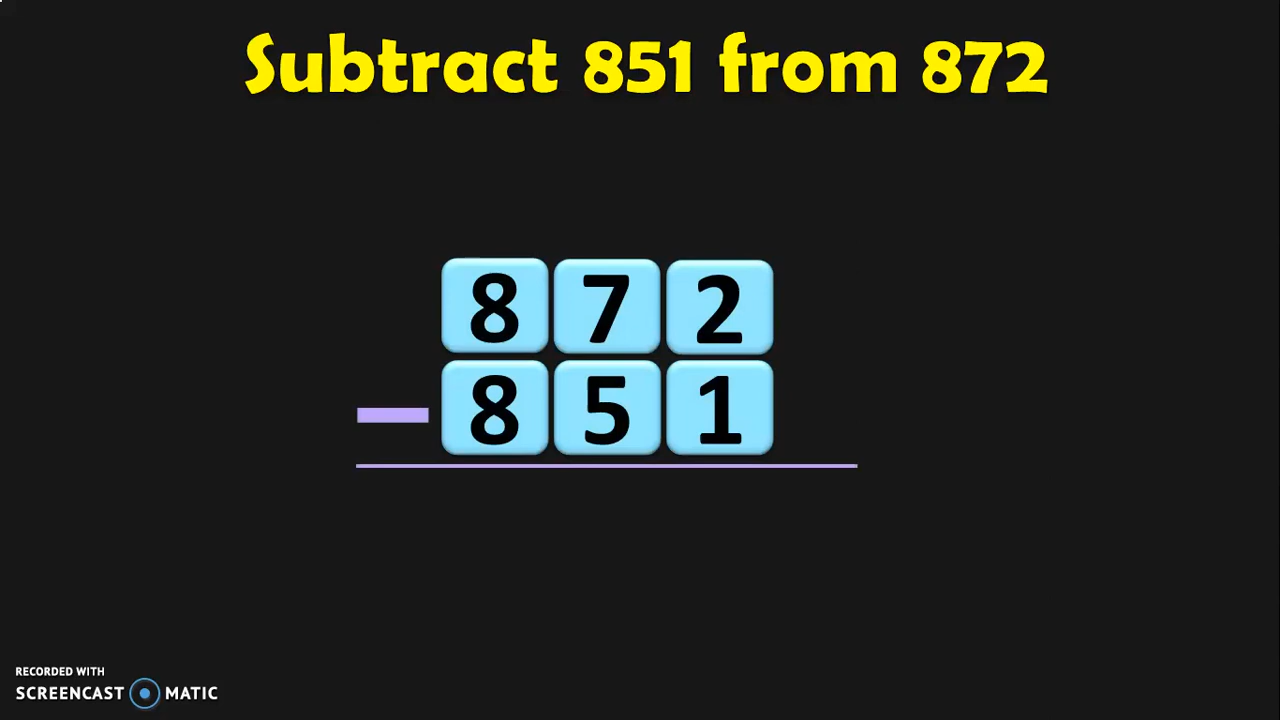 Subtract 851 from 872
8 7 2
- 8 5 1
RECORDED WITH
SCREENCAST MATIC